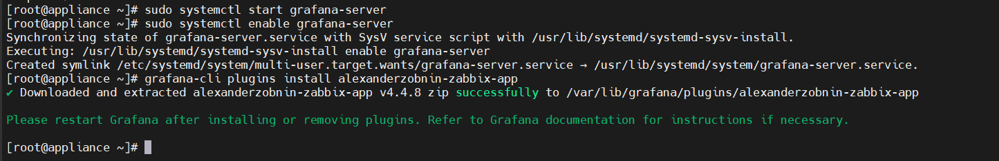 [root@appliance ~]# sudo systemctl start grafana-server
[root@appliance ~]# sudo systemctl enable grafana-server
Synchronizing state of grafana-server.service with SysV service script with /usr/lib/systemd/systemd-sysv-install.
Executing: /usr/lib/systemd/systemd-sysv-install enable grafana-server
Created symlink /etc/systemd/system/multi-user.target.wants/grafana-server.service → /usr/lib/systemd/system/grafana-server.service.
[root@appliance ~]# grafana-cli plugins install alexanderzobnin-zabbix-app
✔ Downloaded and extracted alexanderzobnin-zabbix-app v4.4.8 zip successfully to /var/lib/grafana/plugins/alexanderzobnin-zabbix-app
Please restart Grafana after installing or removing plugins. Refer to Grafana documentation for instructions if necessary.
[root@appliance ~]#